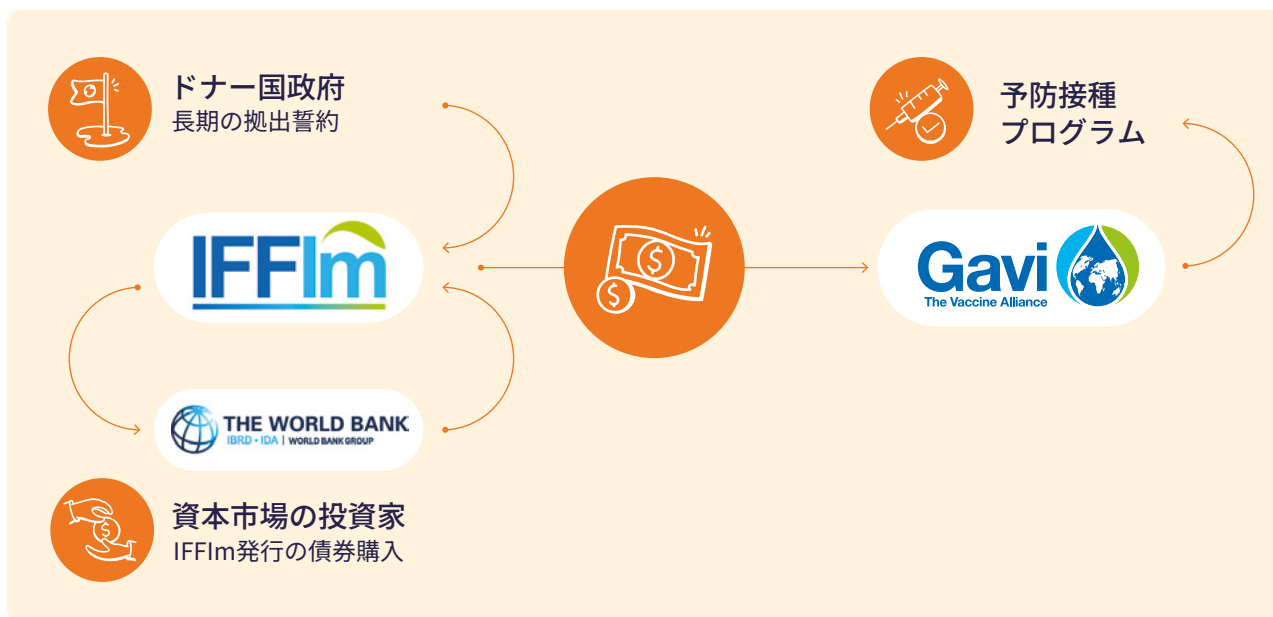 ドナー国政府
長期の拠出誓約
IFFIm
THE WORLD BANK
IBRD • IDA | WORLD BANK GROUP
資本市場の投資家
IFFIm発行の債券購入
$
$
$
予防接種
プログラム
Gavi
The Vaccine Alliance